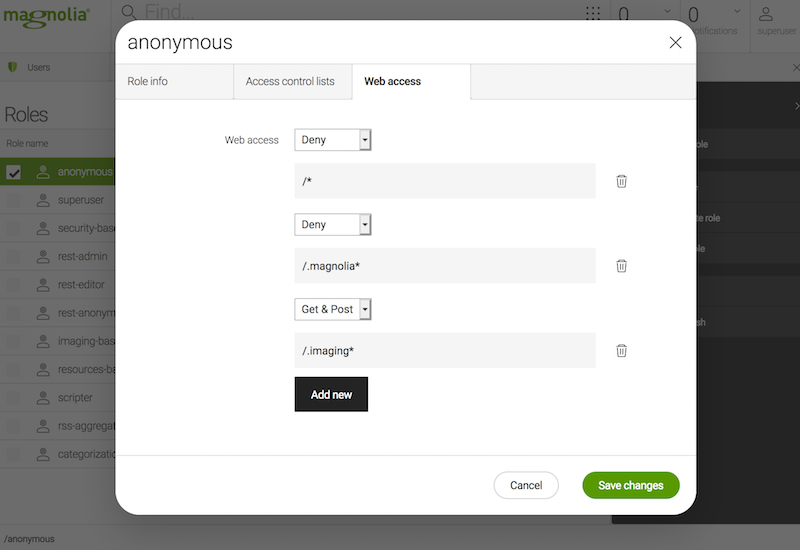 magnolia®
Find...
0
0
notifications
superuser
Users
Roles
Role name
anonymous
superuser
security-base
rest-admin
rest-editor
rest-anonym
imaging-bas
resources-ba
scripter
rss-aggregat
categorizatio
anonymous
Role info
Access control lists
Web access
Web access
Deny
/*
Deny
/.magnolia*
Get & Post
/.imaging*
Add new
Cancel
Save changes
ole
e
te role
ole
sh
/anonymous